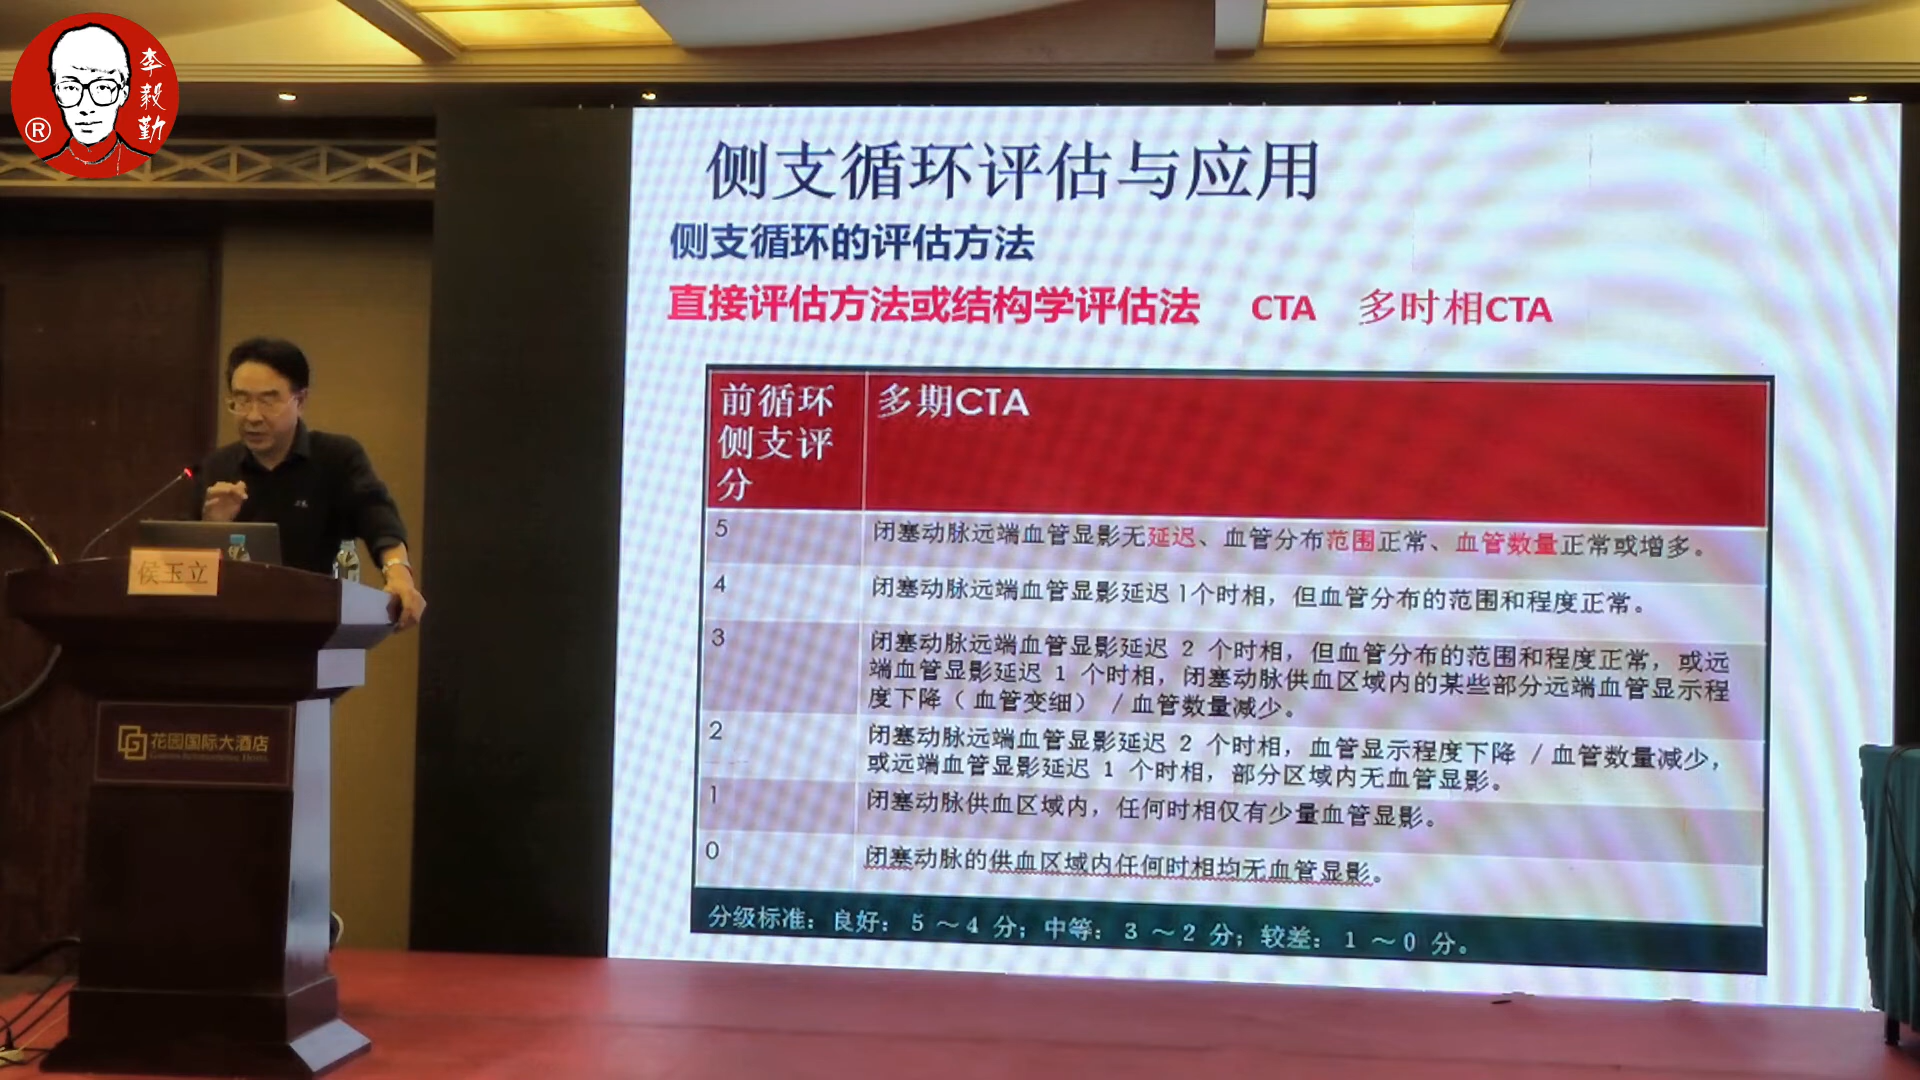 李毅勤
®
侧支循环评估与应用
侧支循环的评估方法
直接评估方法或结构学评估法 CTA 多时相CTA
前循环
侧支评
分
多期CTA
5
闭塞动脉远端血管显影无延迟、血管分布范围正常、血管数量正常或增多。
4
闭塞动脉远端血管显影延迟1个时相，但血管分布的范围和程度正常。
3
闭塞动脉远端血管显影延迟 2 个时相，但血管分布的范围和程度正常，或远
端血管显影延迟 1 个时相，闭塞动脉供血区域内的某些部分远端血管显示程
度下降（血管变细） / 血管数量减少。
2
闭塞动脉远端血管显影延迟 2 个时相，血管显示程度下降 / 血管数量减少，
或远端血管显影延迟 1 个时相，部分区域内无血管显影。
1
闭塞动脉供血区域内，任何时相仅有少量血管显影。
0
闭塞动脉的供血区域内任何时相均无血管显影。
分级标准：良好：5～4 分；中等：3～2 分；较差：1～0 分。
侯玉立
花园国际大酒店